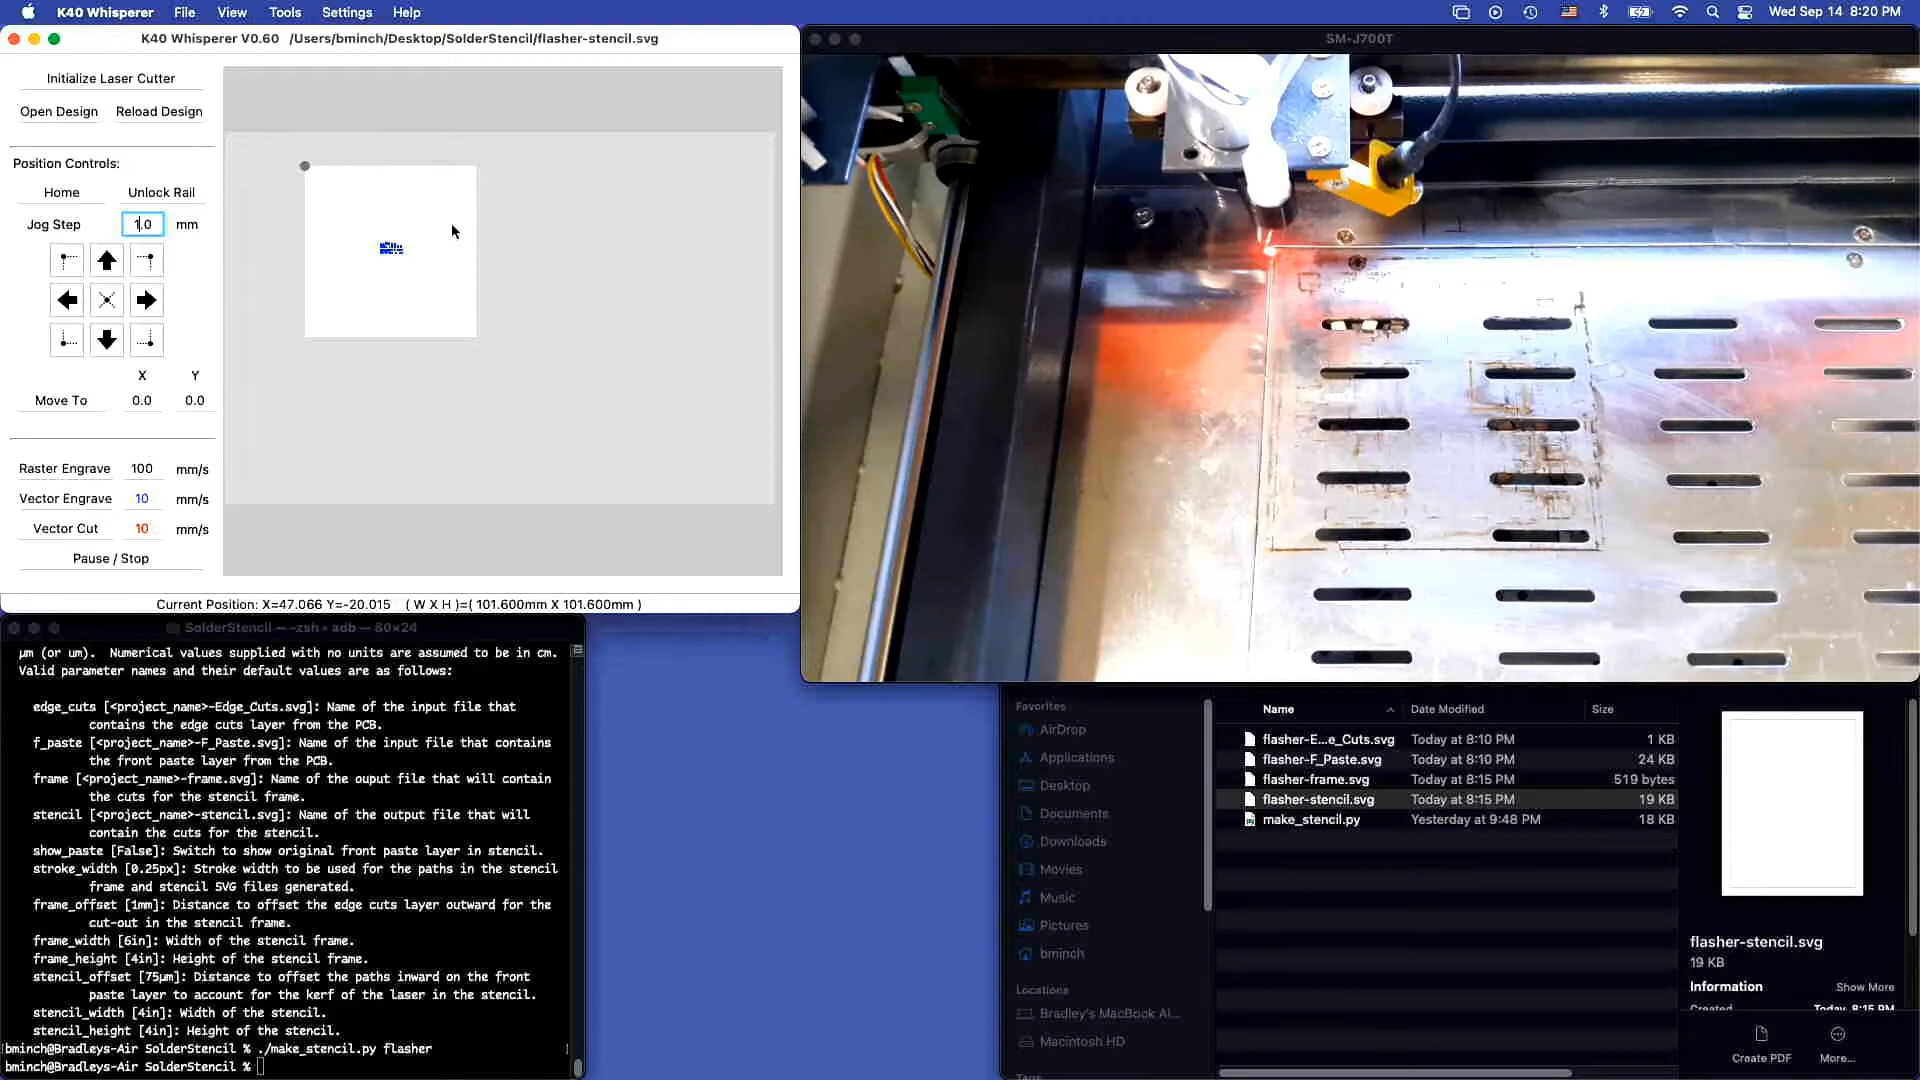 K40 Whisperer File View Tools Settings Help Wed Sep 14 8:20 PM
K40 Whisperer V0.60 /Users/bminch/Desktop/SolderStencil/flasher-stencil.svg
Initialize Laser Cutter
Open Design Reload Design
Position Controls:
Home Unlock Rail
Jog Step 1.0 mm
X Y
Move To 0.0 0.0
Raster Engrave 100 mm/s
Vector Engrave 10 mm/s
Vector Cut 10 mm/s
Pause / Stop
Current Position: X=47.066 Y=-20.015 ( W X H )=( 101.600mm X 101.600mm )
SM-J700T
SolderStencil — -zsh • adb — 80×24
µm (or um). Numerical values supplied with no units are assumed to be in cm.
Valid parameter names and their default values are as follows:
edge_cuts [<project_name>-Edge_Cuts.svg]: Name of the input file that
contains the edge cuts layer from the PCB.
f_paste [<project_name>-F_Paste.svg]: Name of the input file that contains
the front paste layer from the PCB.
frame [<project_name>-frame.svg]: Name of the ouput file that will contain
the cuts for the stencil frame.
stencil [<project_name>-stencil.svg]: Name of the output file that will
contain the cuts for the stencil.
show_paste [False]: Switch to show original front paste layer in stencil.
stroke_width [0.25px]: Stroke width to be used for the paths in the stencil
frame and stencil SVG files generated.
frame_offset [1mm]: Distance to offset the edge cuts layer outward for the
cut-out in the stencil frame.
frame_width [6in]: Width of the stencil frame.
frame_height [4in]: Height of the stencil frame.
stencil_offset [75µm]: Distance to offset the paths inward on the front
paste layer to account for the kerf of the laser in the stencil.
stencil_width [4in]: Width of the stencil.
stencil_height [4in]: Height of the stencil.
[bminch@Bradleys-Air SolderStencil % ./make_stencil.py flasher ]
bminch@Bradleys-Air SolderStencil %
Favorites
AirDrop
Applications
Desktop
Documents
Downloads
Movies
Music
Pictures
bminch
Locations
Bradley's MacBook Ai...
Macintosh HD
Tags
Name Date Modified Size
flasher-E...e_Cuts.svg Today at 8:10 PM 1 KB
flasher-F_Paste.svg Today at 8:10 PM 24 KB
flasher-frame.svg Today at 8:15 PM 519 bytes
flasher-stencil.svg Today at 8:15 PM 19 KB
make_stencil.py Yesterday at 9:48 PM 18 KB
flasher-stencil.svg
19 KB
Information Show More
Created Today, 8:15 PM
Create PDF More...